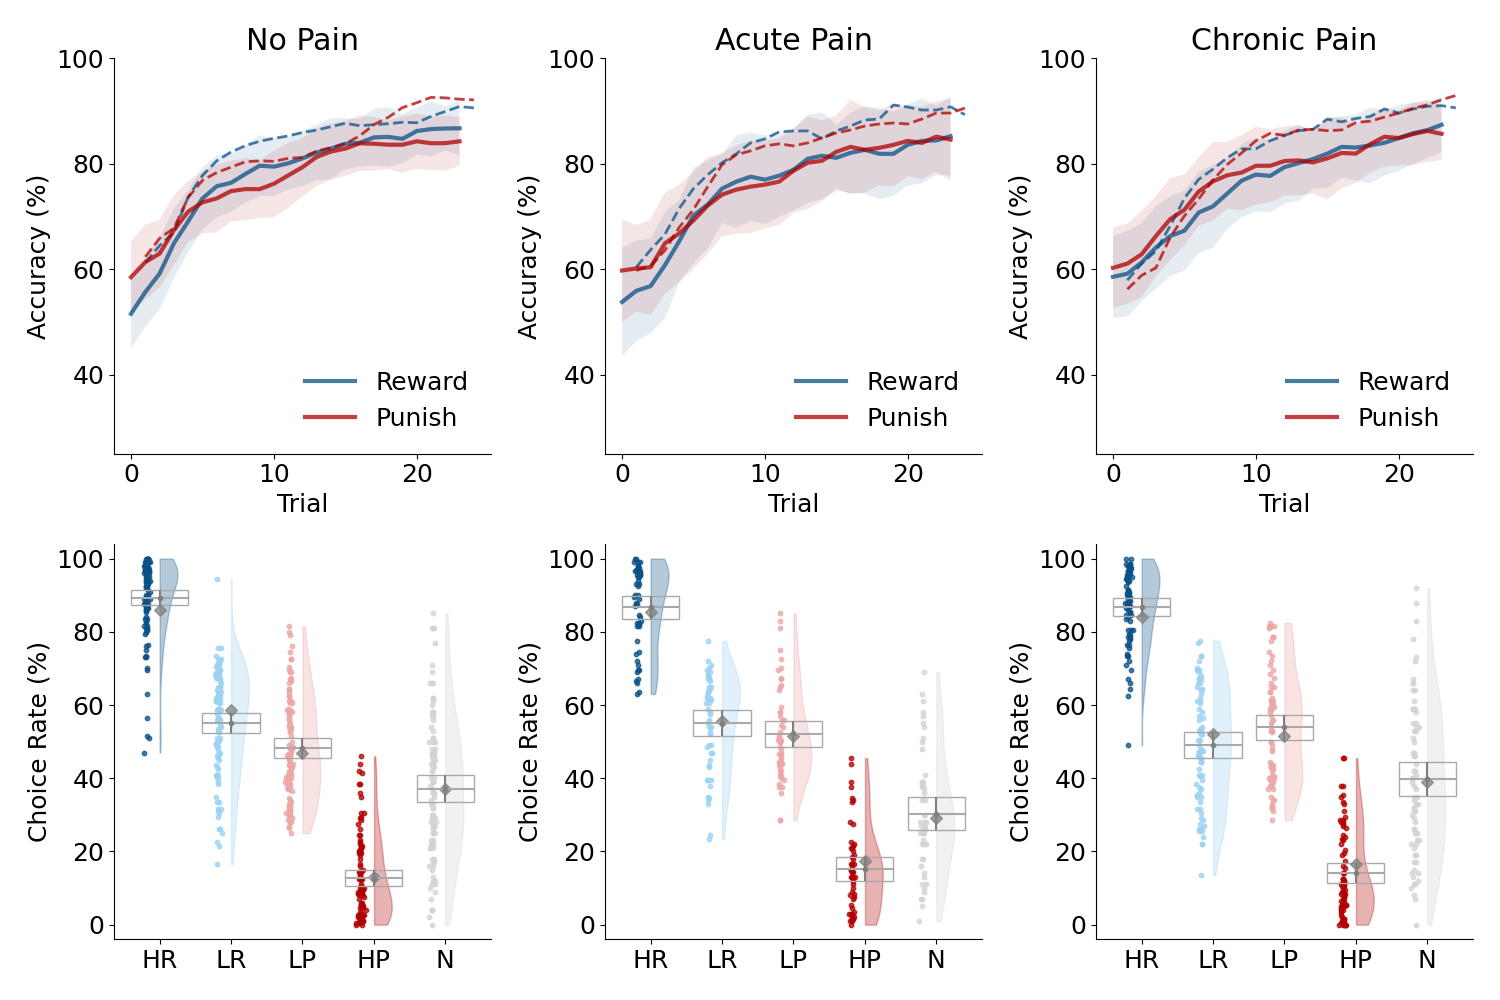 No Pain
Acute Pain
Chronic Pain
100
80
60
40
Accuracy (%)
Reward
Punish
0
10
20
Trial
100
80
60
40
Accuracy (%)
Reward
Punish
0
10
20
Trial
100
80
60
40
Accuracy (%)
Reward
Punish
0
10
20
Trial
100
80
60
40
20
0
Choice Rate (%)
HR
LR
LP
HP
N
100
80
60
40
20
0
Choice Rate (%)
HR
LR
LP
HP
N
100
80
60
40
20
0
Choice Rate (%)
HR
LR
LP
HP
N